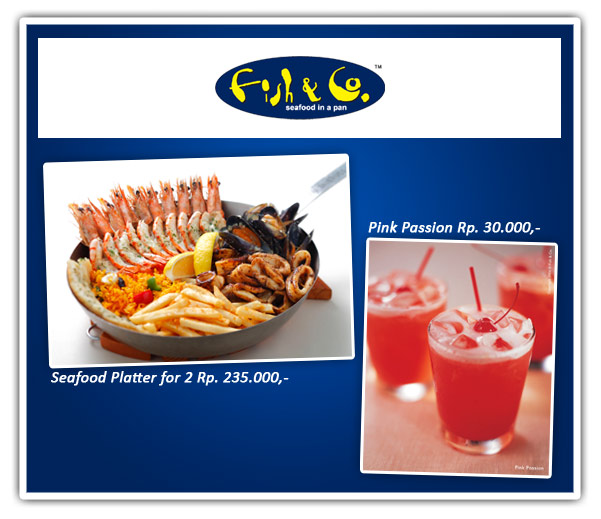 Fish & Co.
TM
seafood in a pan
Pink Passion Rp. 30.000,-
Seafood Platter for 2 Rp. 235.000,-
Pink Passion